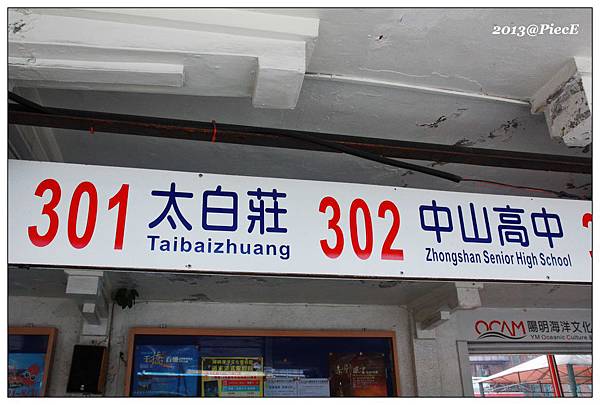 2013@PiecE
301 太白莊 302 中山高中
Taibaizhuang Zhongshan Senior High School
OCAM 陽明海洋文化
YM Oceanic Culture